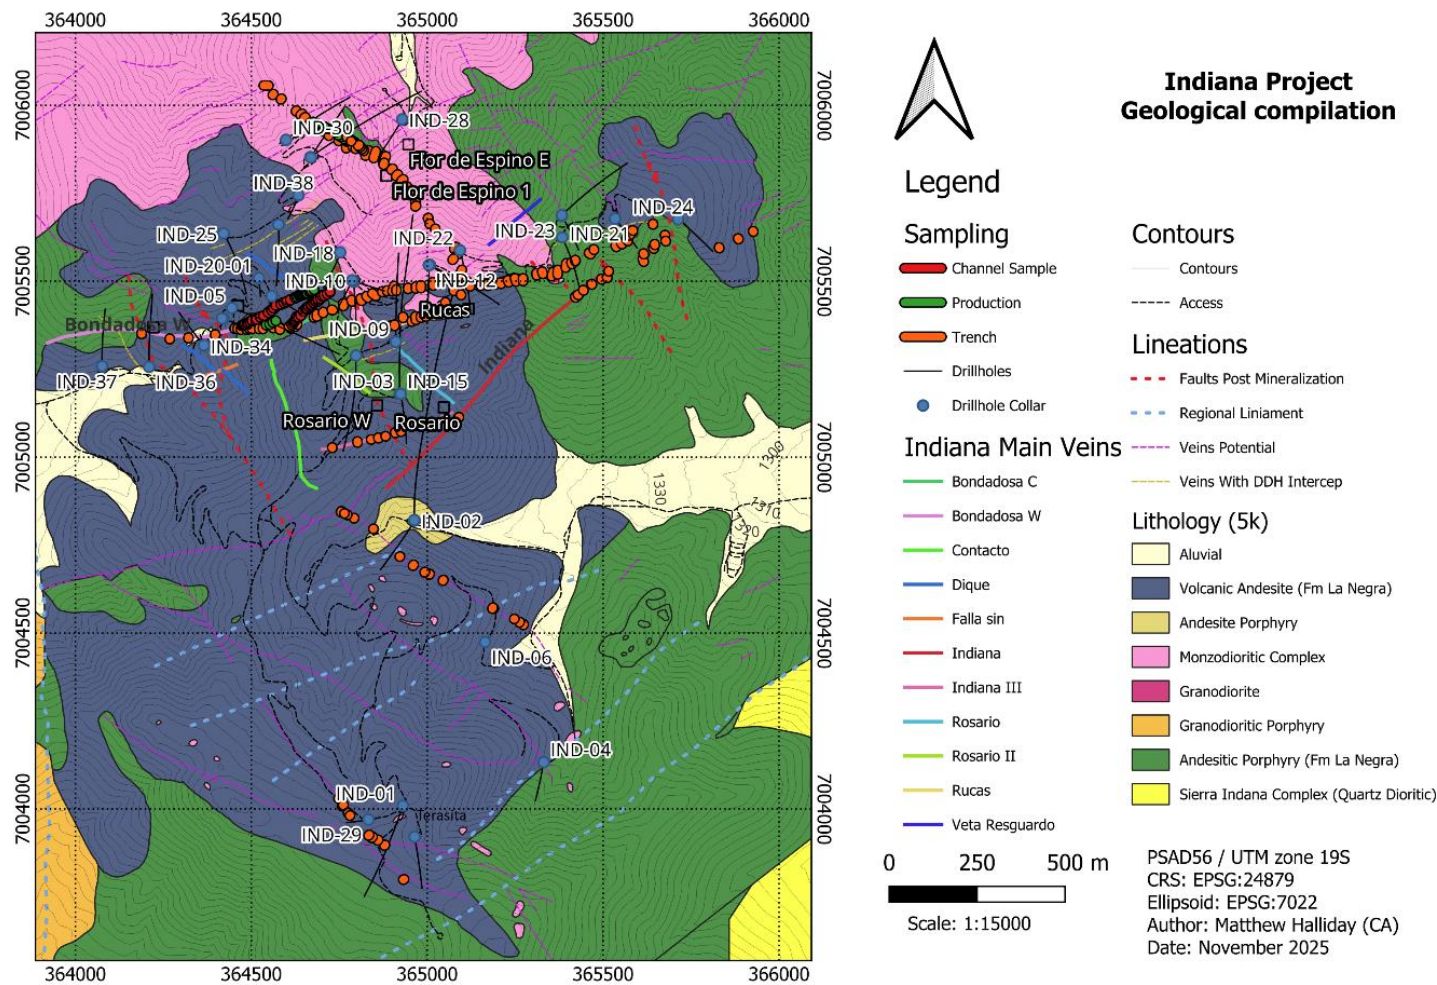 364000 364500 365000 365500 366000
Indiana Project
Geological compilation
7006000
7006000
IND-30
IND-28
Flor de Espino E
IND-38
Flor de Espino 1
IND-24
IND-25
IND-18
IND-22
IND-23
IND-21
IND-20-01
IND-10
IND-12
7005500
7005500
IND-05
Rucas
Bondadosa W
IND-09
Indiana
IND-34
IND-37
IND-36
IND-03
IND-15
Rosario W
Rosario
7005000
7005000
1300
1330
1310
1320
IND-02
7004500
7004500
IND-06
IND-04
7004000
7004000
IND-01
Terasita
IND-29
364000 364500 365000 365500 366000
Legend
Sampling
Channel Sample
Production
Trench
Drillholes
Drillhole Collar
Indiana Main Veins
Bondadosa C
Bondadosa W
Contacto
Dique
Falla sin
Indiana
Indiana III
Rosario
Rosario II
Rucas
Veta Resguardo
Contours
Contours
Access
Lineations
Faults Post Mineralization
Regional Liniament
Veins Potential
Veins With DDH Intercep
Lithology (5k)
Aluvial
Volcanic Andesite (Fm La Negra)
Andesite Porphyry
Monzodioritic Complex
Granodiorite
Granodioritic Porphyry
Andesitic Porphyry (Fm La Negra)
Sierra Indana Complex (Quartz Dioritic)
0 250 500 m
Scale: 1:15000
PSAD56 / UTM zone 19S
CRS: EPSG:24879
Ellipsoid: EPSG:7022
Author: Matthew Halliday (CA)
Date: November 2025